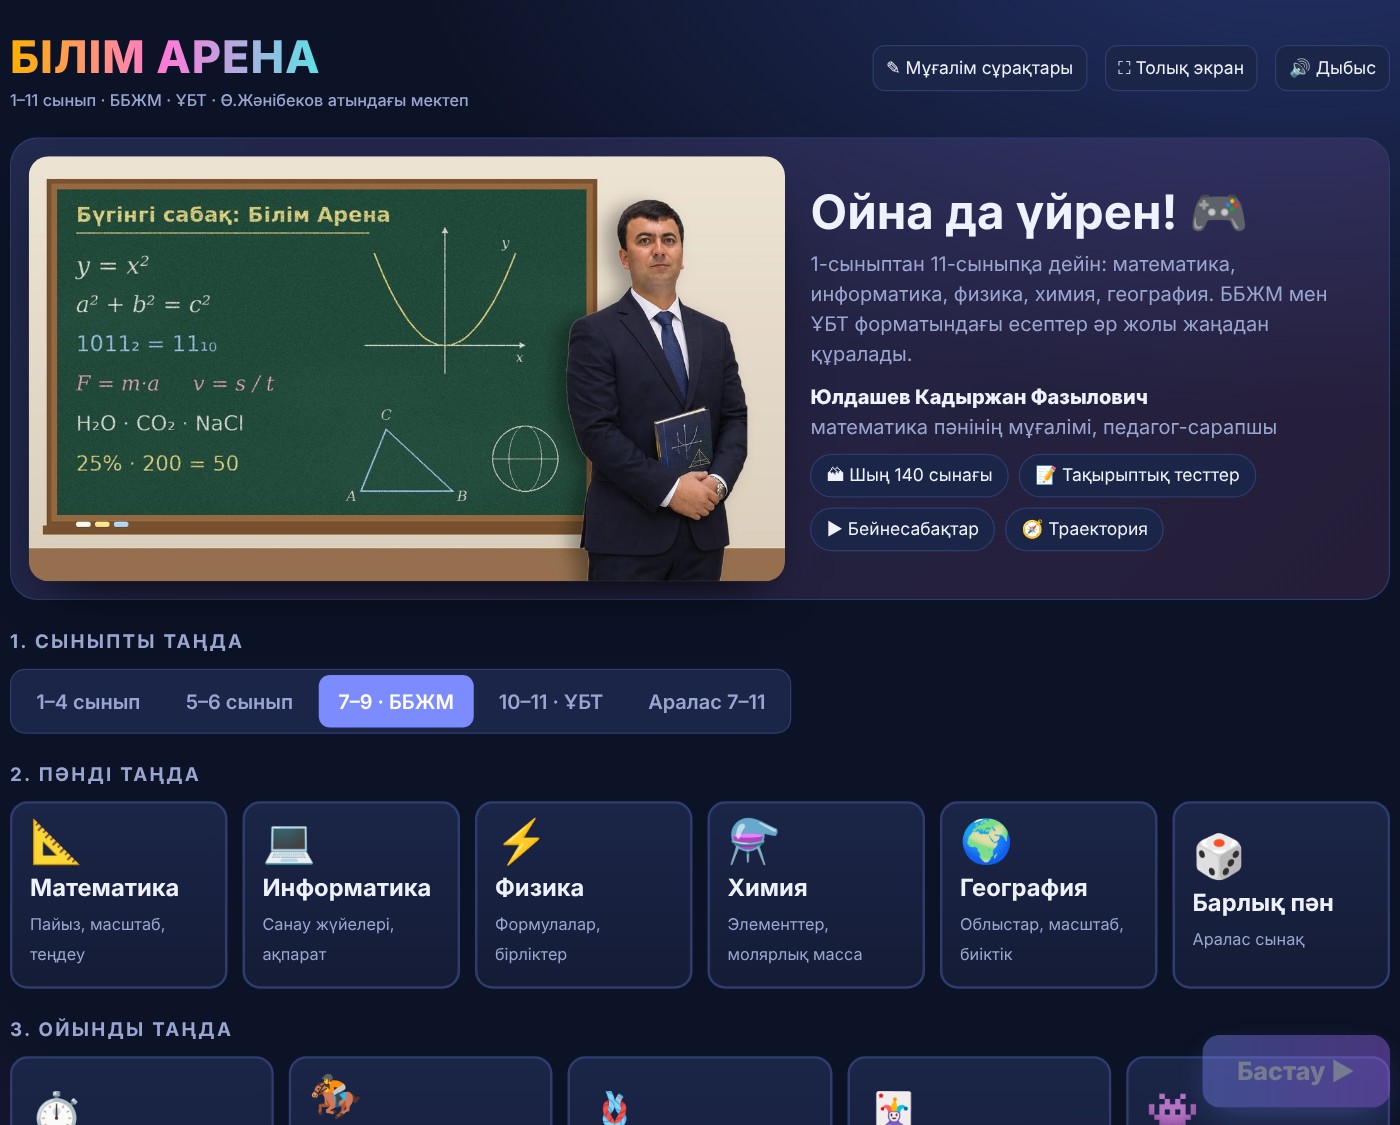 БІЛІМ АРЕНА
1–11 сынып · ББЖМ · ҰБТ · Ө.Жәнібеков атындағы мектеп
✎ Мұғалім сұрақтары
⛶ Толық экран
🔊 Дыбыс
Бүгінгі сабақ: Білім Арена
y = x²
a² + b² = c²
1011₂ = 11₁₀
F = m·a v = s / t
H₂O · CO₂ · NaCl
25% · 200 = 50
y
x
C
A
B
Ойна да үйрен! 🎮
1-сыныптан 11-сыныпқа дейін: математика,
информатика, физика, химия, география. ББЖМ мен
ҰБТ форматындағы есептер әр жолы жаңадан
құралады.
Юлдашев Кадыржан Фазылович
математика пәнінің мұғалімі, педагог-сарапшы
🏔 Шың 140 сынағы
📝 Тақырыптық тесттер
▶ Бейнесабақтар
🧭 Траектория
1. СЫНЫПТЫ ТАҢДА
1–4 сынып
5–6 сынып
7–9 · ББЖМ
10–11 · ҰБТ
Аралас 7–11
2. ПӘНДІ ТАҢДА
Математика
Пайыз, масштаб,
теңдеу
Информатика
Санау жүйелері,
ақпарат
Физика
Формулалар,
бірліктер
Химия
Элементтер,
молярлық масса
География
Облыстар, масштаб,
биіктік
Барлық пән
Аралас сынақ
3. ОЙЫНДЫ ТАҢДА
Бастау ▶